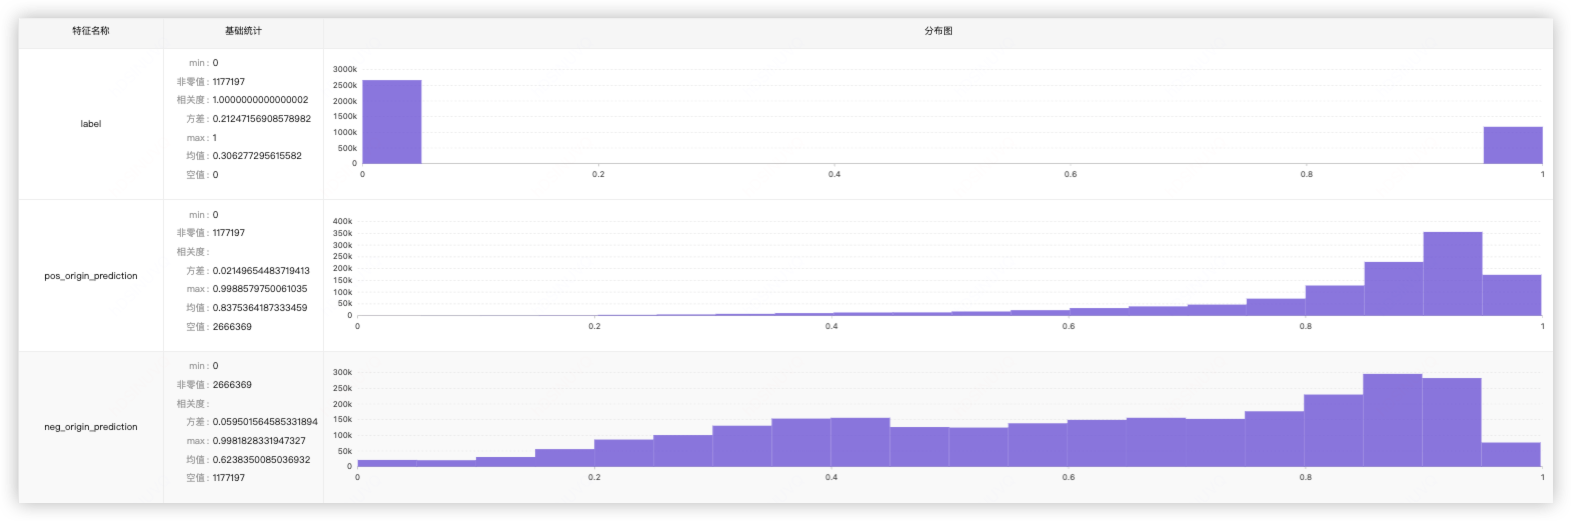 特征名称 基础统计 分布图
label
min : 0
非零值 : 1177197
相关度 : 1.0000000000000002
方差 : 0.21247156908578982
max : 1
均值 : 0.306277295615582
空值 : 0
3000k
2500k
2000k
1500k
1000k
500k
0
0 0.2 0.4 0.6 0.8 1
pos_origin_prediction
min : 0
非零值 : 1177197
相关度 :
方差 : 0.02149654483719413
max : 0.9988579750061035
均值 : 0.8375364187333459
空值 : 2666369
400k
350k
300k
250k
200k
150k
100k
50k
0
0 0.2 0.4 0.6 0.8 1
neg_origin_prediction
min : 0
非零值 : 2666369
相关度 :
方差 : 0.059501564585331894
max : 0.9981828331947327
均值 : 0.6238350085036932
空值 : 1177197
300k
250k
200k
150k
100k
50k
0
0 0.2 0.4 0.6 0.8 1